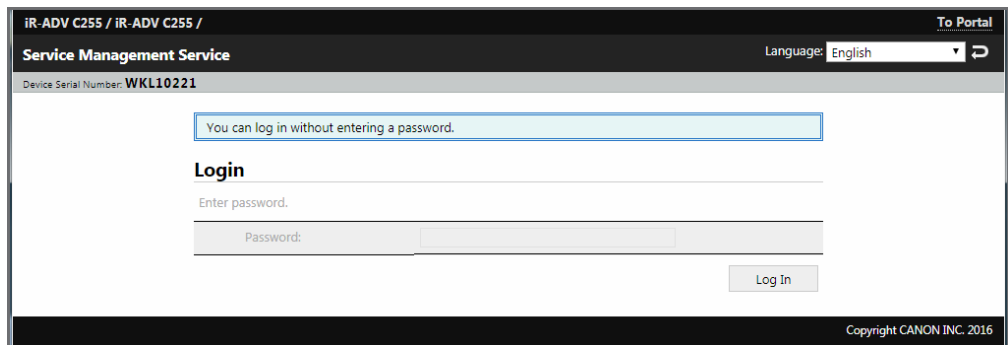 iR-ADV C255 / iR-ADV C255 / To Portal
Service Management Service Language: English
Device Serial Number: WKL10221
You can log in without entering a password.
Login
Enter password.
Password:
Log In
Copyright CANON INC. 2016